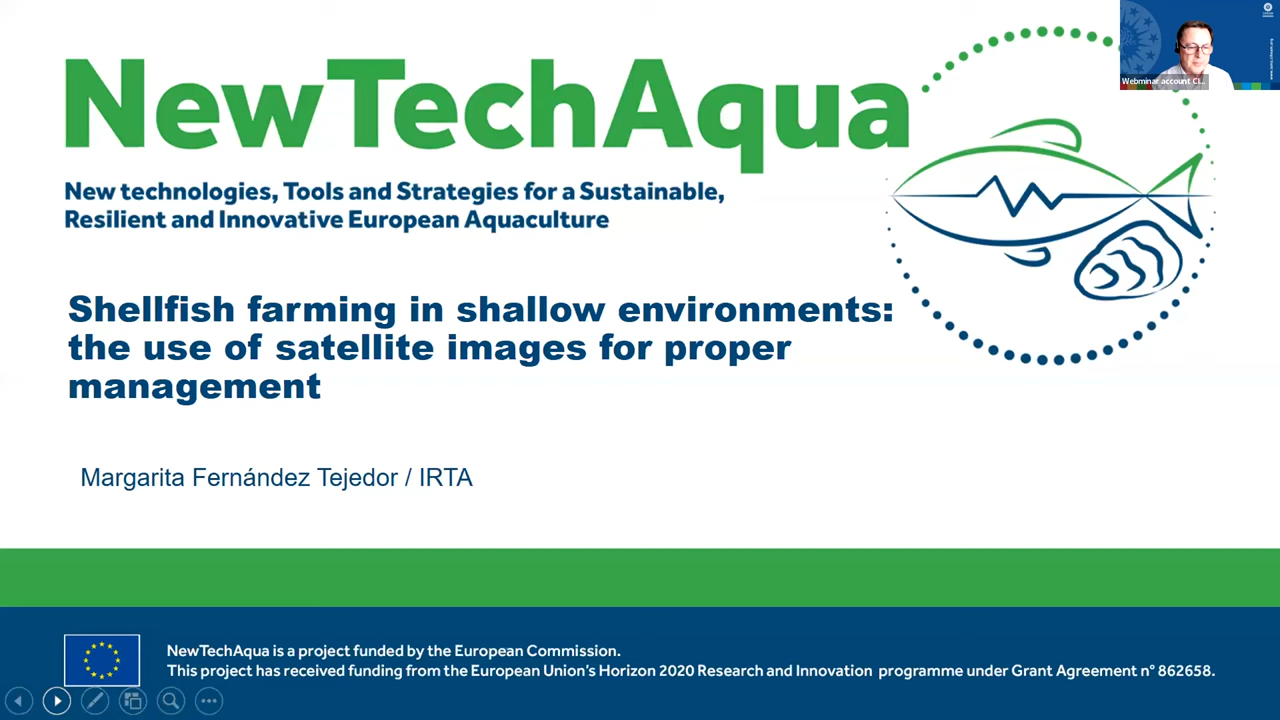 NewTechAqua
New technologies, Tools and Strategies for a Sustainable,
Resilient and Innovative European Aquaculture
Shellfish farming in shallow environments:
the use of satellite images for proper
management
Margarita Fernández Tejedor / IRTA
NewTechAqua is a project funded by the European Commission.
This project has received funding from the European Union's Horizon 2020 Research and Innovation programme under Grant Agreement n° 862658.
Webminar account CI...